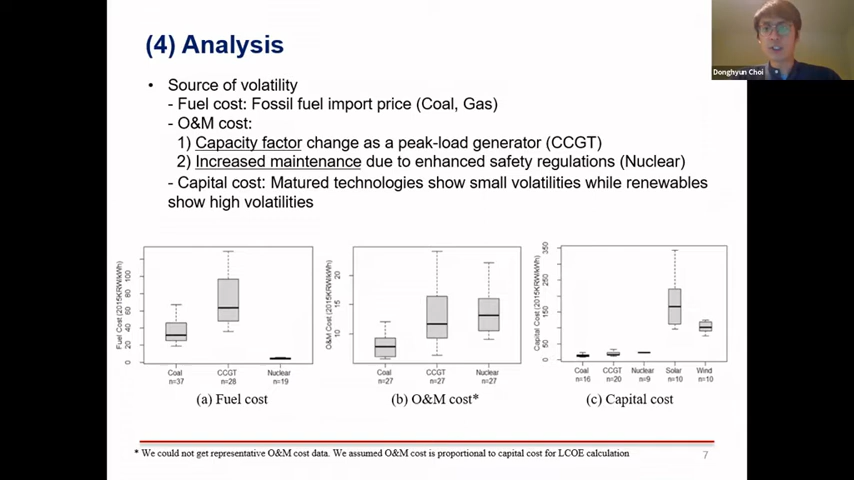 (4) Analysis
Donghyun Choi
• Source of volatility
- Fuel cost: Fossil fuel import price (Coal, Gas)
- O&M cost:
1) Capacity factor change as a peak-load generator (CCGT)
2) Increased maintenance due to enhanced safety regulations (Nuclear)
- Capital cost: Matured technologies show small volatilities while renewables
show high volatilities
Fuel Cost (2015KRW/kWh)
0 20 40 60 80 100
Coal CCGT Nuclear
n=37 n=28 n=19
(a) Fuel cost
O&M Cost (2015KRW/kWh)
10 15 20
Coal CCGT Nuclear
n=27 n=27 n=27
(b) O&M cost*
Capital Cost (2015KRW/kWh)
0 50 150 250 350
Coal CCGT Nuclear Solar Wind
n=16 n=20 n=9 n=10 n=10
(c) Capital cost
* We could not get representative O&M cost data. We assumed O&M cost is proportional to capital cost for LCOE calculation
7